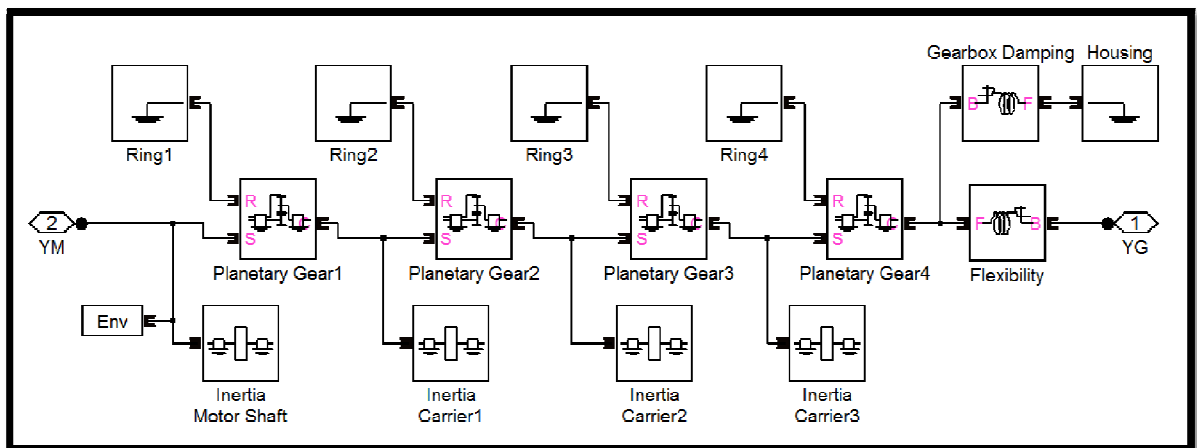 Gearbox Damping Housing
B F
Ring1 Ring2 Ring3 Ring4
R R R R
C C C C
2 S S S S F B 1
YM YG
Planetary Gear1 Planetary Gear2 Planetary Gear3 Planetary Gear4 Flexibility
Env
Inertia Inertia Inertia Inertia
Motor Shaft Carrier1 Carrier2 Carrier3